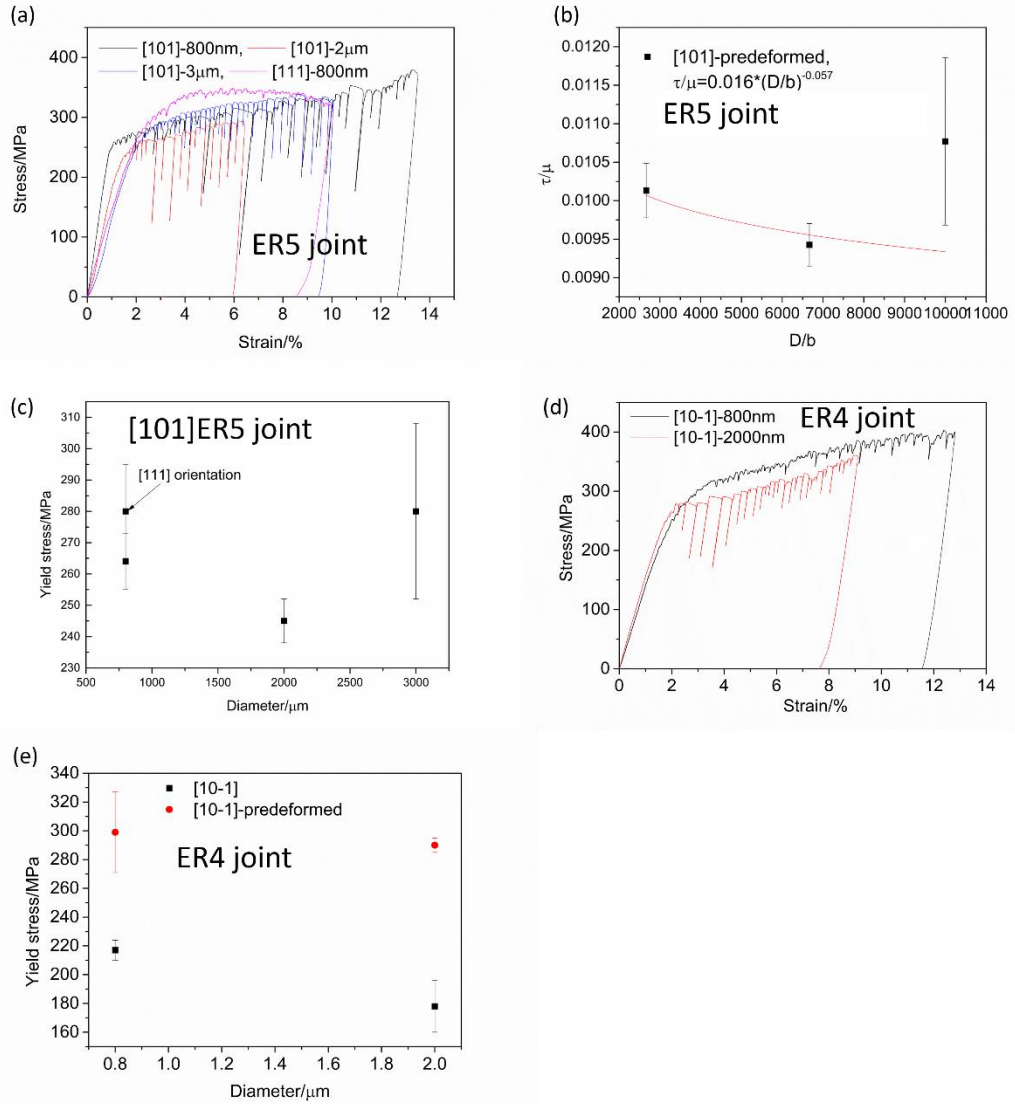 (a)
[101]-800nm, [101]-2μm
[101]-3μm, [111]-800nm
ER5 joint
Stress/MPa
400
300
200
100
0
0 2 4 6 8 10 12 14
Strain/%
(b)
[101]-predeformed,
τ/μ=0.016*(D/b)-0.057
ER5 joint
τ/μ
0.0120
0.0115
0.0110
0.0105
0.0100
0.0095
0.0090
2000 3000 4000 5000 6000 7000 8000 9000 10000 11000
D/b
(c)
[101]ER5 joint
[111] orientation
Yield stress/MPa
310
300
290
280
270
260
250
240
230
500 1000 1500 2000 2500 3000
Diameter/μm
(d)
[10-1]-800nm
[10-1]-2000nm
ER4 joint
Stress/MPa
400
300
200
100
0
0 2 4 6 8 10 12 14
Strain/%
(e)
[10-1]
[10-1]-predeformed
ER4 joint
Yield stress/MPa
340
320
300
280
260
240
220
200
180
160
0.8 1.0 1.2 1.4 1.6 1.8 2.0
Diameter/μm